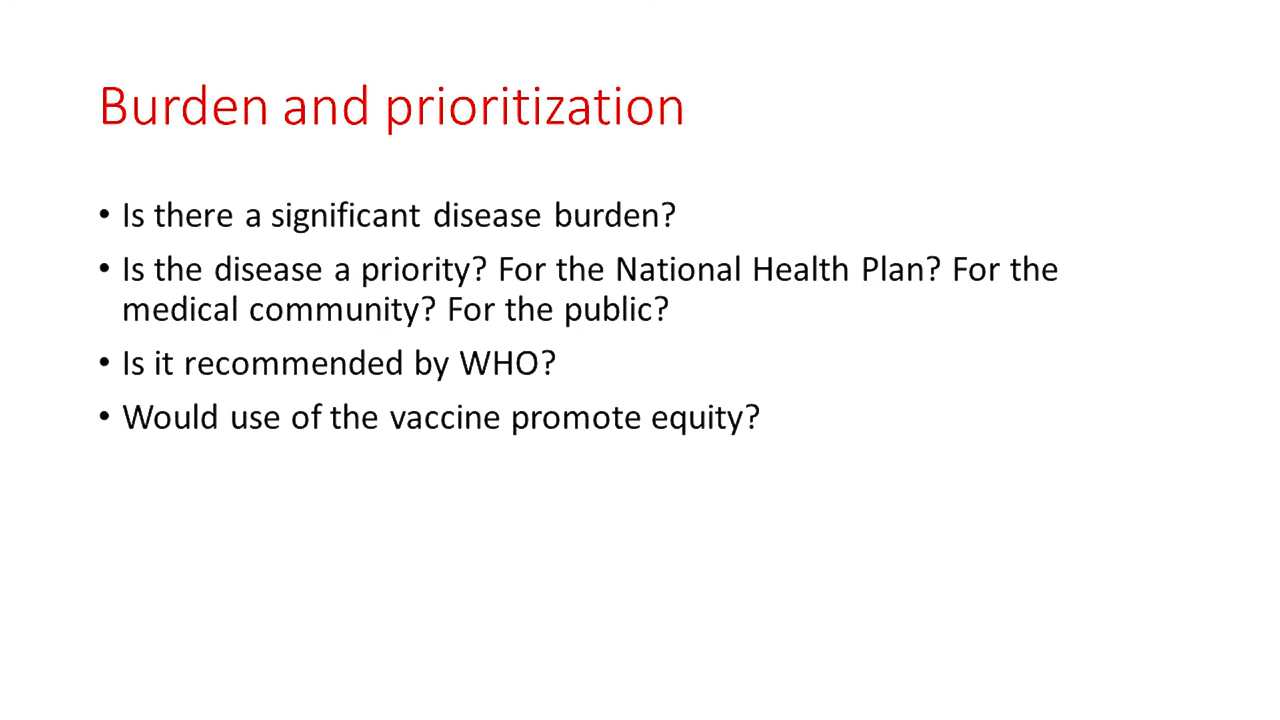 Burden and prioritization
• Is there a significant disease burden?
• Is the disease a priority? For the National Health Plan? For the
medical community? For the public?
• Is it recommended by WHO?
• Would use of the vaccine promote equity?